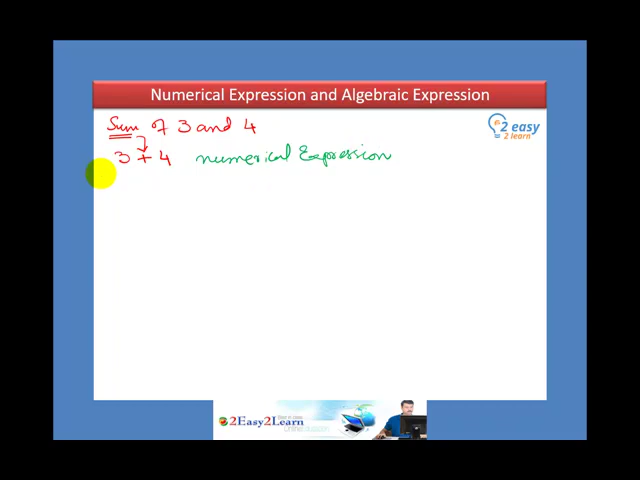 Numerical Expression and Algebraic Expression
Sum of 3 and 4
2 easy
2 learn
3 + 4 numerical Expression
2Easy2Learn